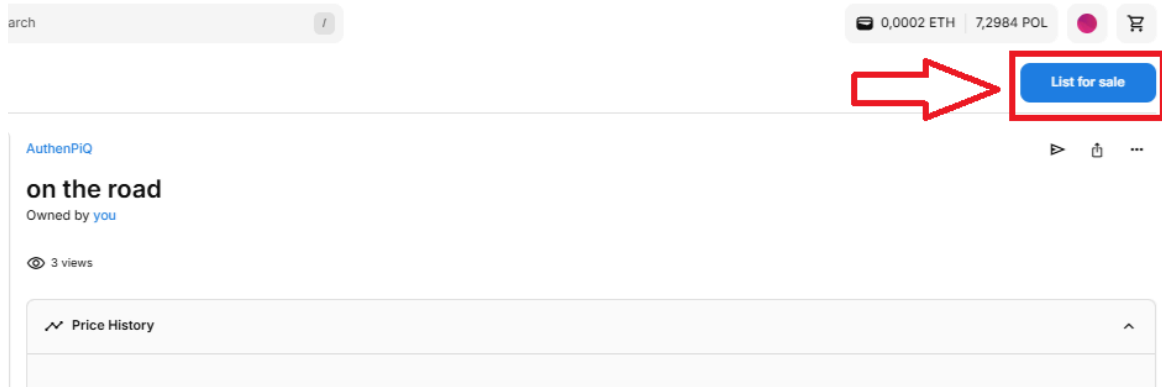 arch /
0,0002 ETH 7,2984 POL
List for sale
AuthenPiQ
on the road
Owned by you
3 views
Price History